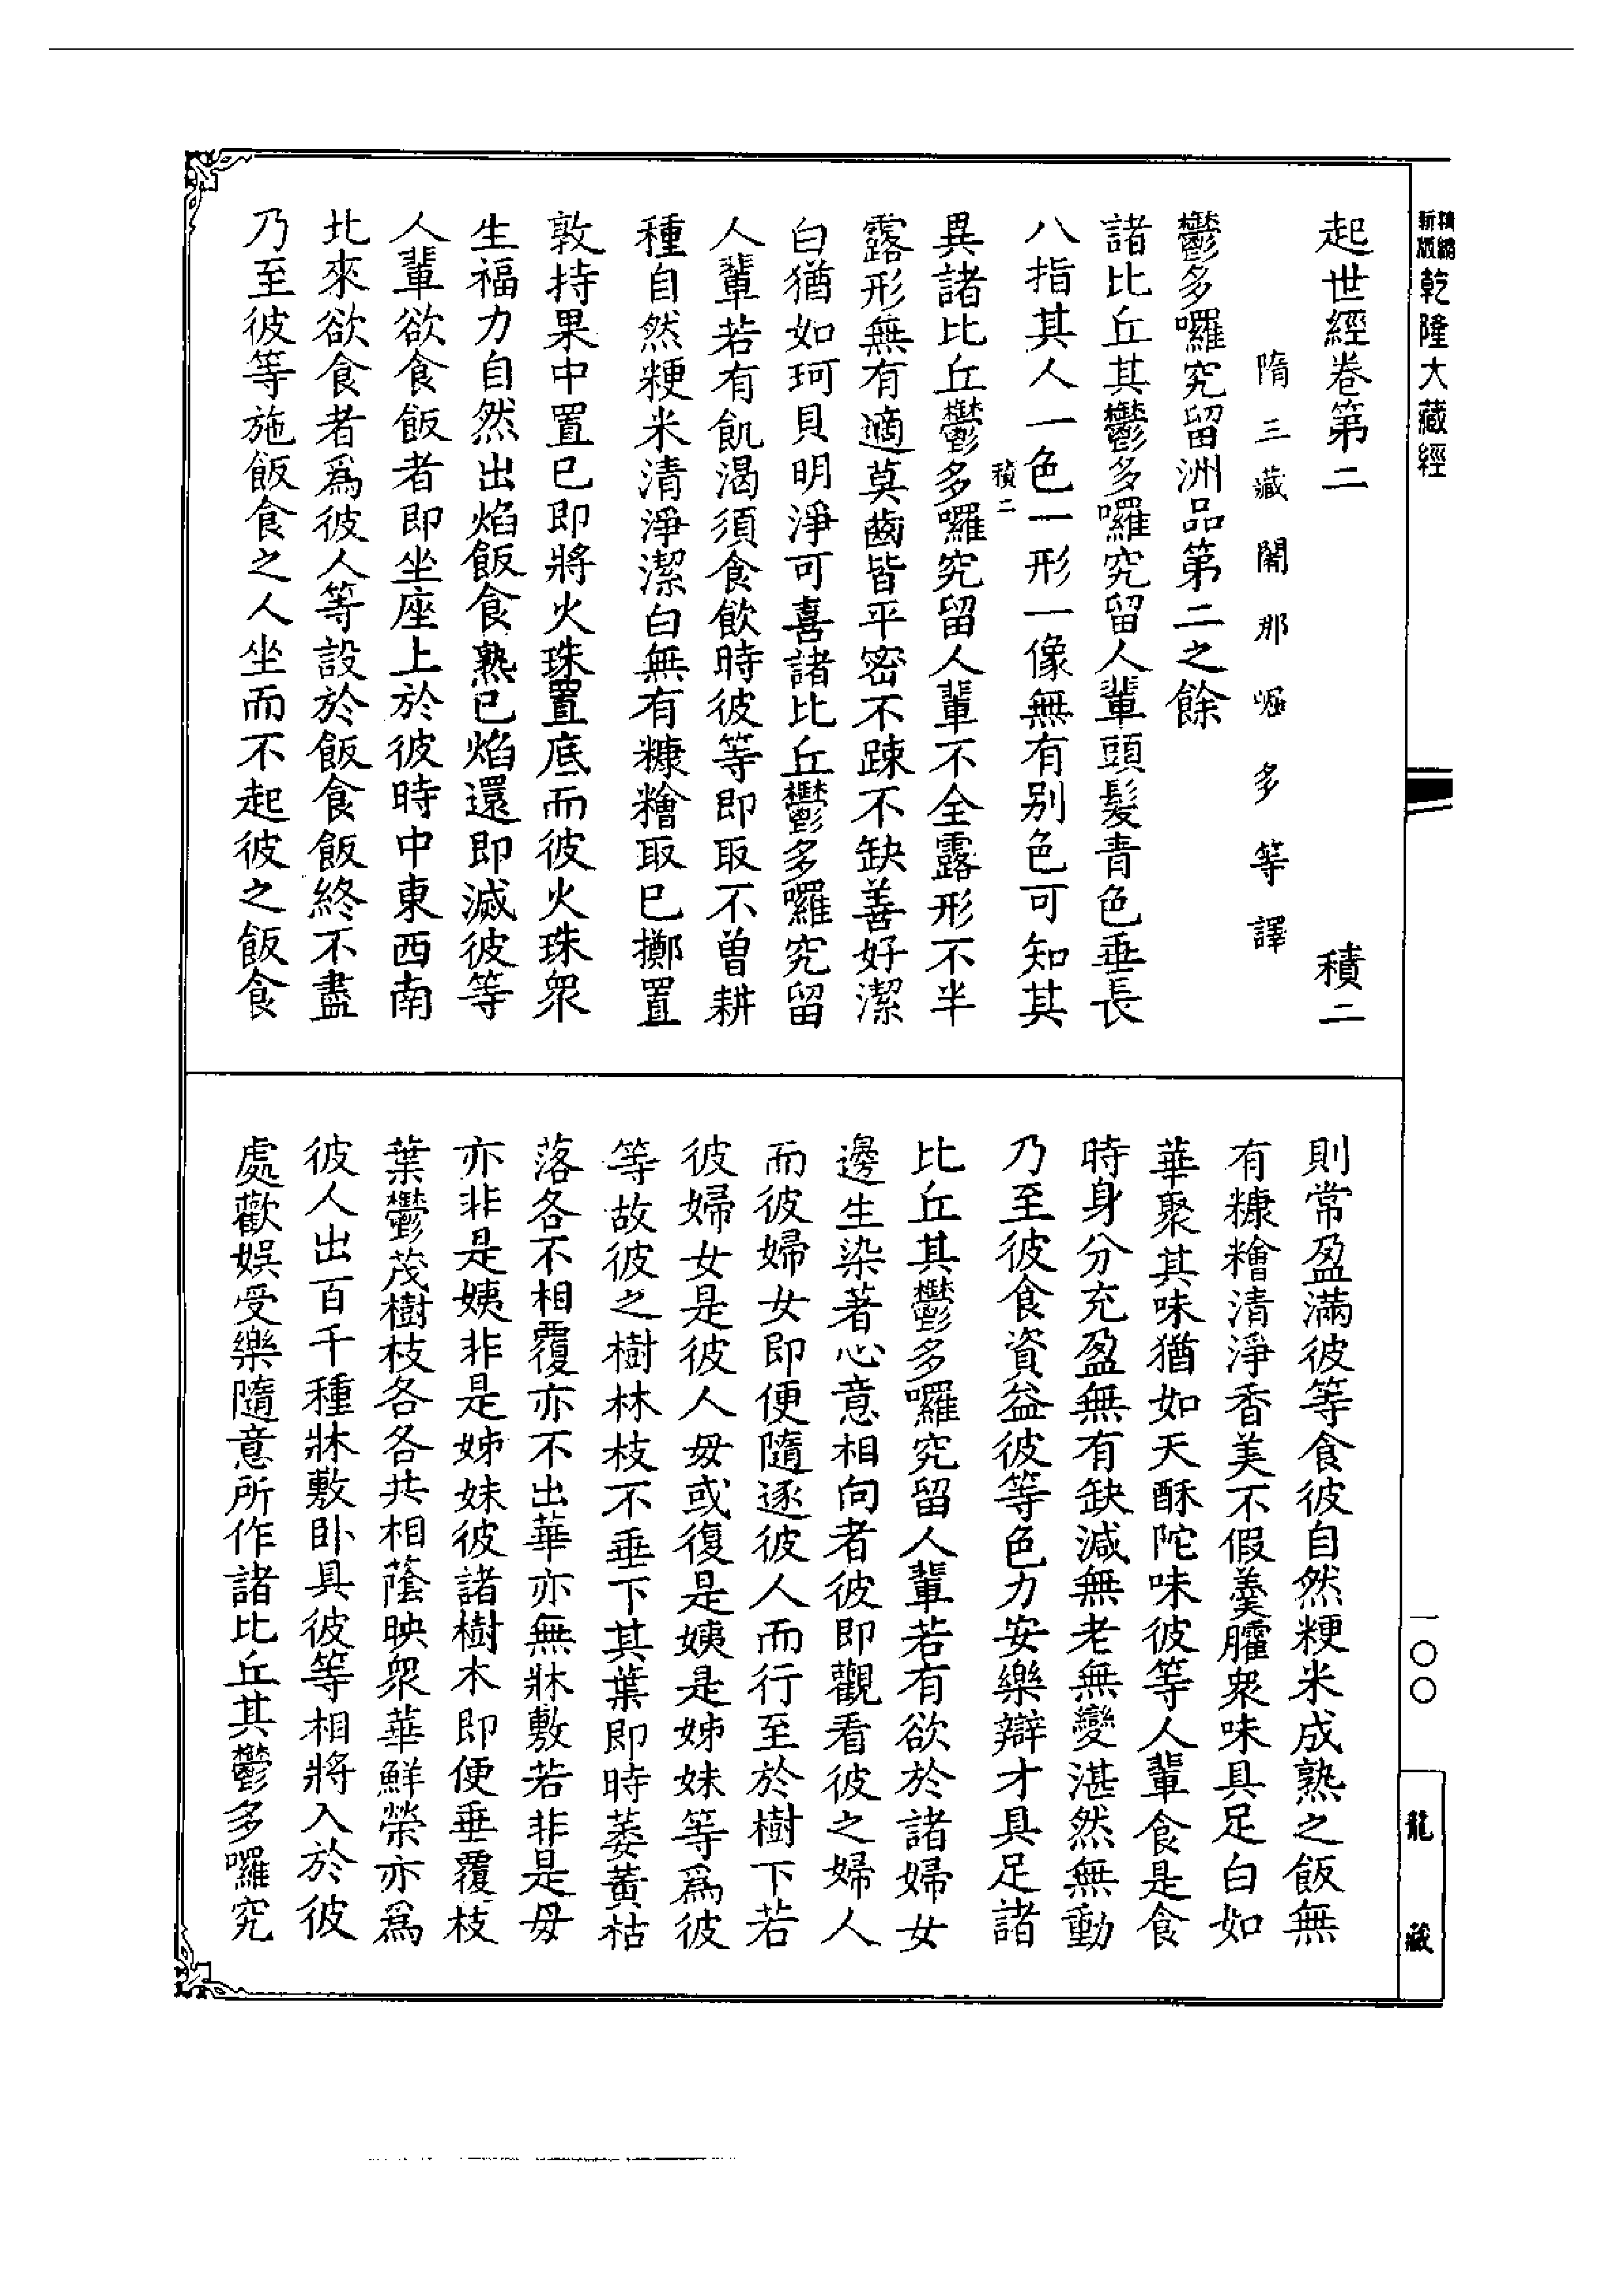 精縮新版乾隆大藏經
起世經卷第二 積二
隋三藏闍那崛多等譯
鬱多囉究留洲品第二之餘
諸比丘其鬱多囉究留人輩頭髮青色垂長
八指其人一色一形一像無有別色可知其
積二
異諸比丘鬱多囉究留人輩不全露形不半
露形無有適莫齒皆平密不踈不缺善好潔
白猶如珂貝明淨可喜諸比丘鬱多囉究留
人輩若有飢渴須食飲時彼等即取不曾耕
種自然粳米清淨潔白無有糠糩取已擲置
敦持果中置已即將火珠置底而彼火珠眾
生福力自然出焰飯食熟已焰還即滅彼等
人輩欲食飯者即坐座上於彼時中東西南
北來欲食者為彼人等設於飯食飯終不盡
乃至彼等施飯食之人坐而不起彼之飯食
則常盈滿彼等食彼自然粳米成熟之飯無
有糠糩清淨香美不假羹臛眾味具足白如
華聚其味猶如天酥陀味彼等人輩食是食
時身分充盈無有缺減無老無變湛然無動
乃至彼食資益彼等色力安樂辯才具足諸
比丘其鬱多囉究留人輩若有欲於諸婦女
邊生染著心意相向者彼即觀看彼之婦人
而彼婦女即便隨逐彼人而行至於樹下若
彼婦女是彼人母或復是姨是姊妹等為彼
等故彼之樹林枝不垂下其葉即時萎黃枯
落各不相覆亦不出華亦無牀敷若非是母
亦非是姨非是姊妹彼諸樹木即便垂覆枝
葉鬱茂樹枝各各共相蔭映眾華鮮榮亦為
彼人出百千種牀敷卧具彼等相將入於彼
處歡娛受樂隨意所作諸比丘其鬱多囉究
一〇〇
龍藏